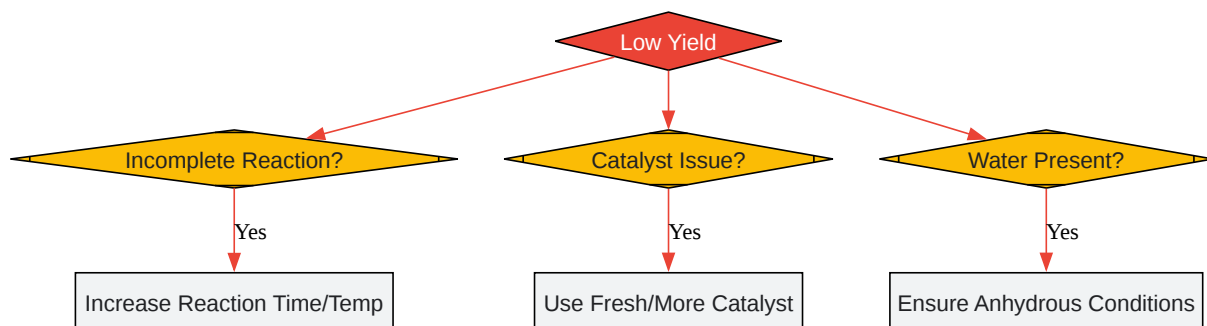 Low Yield
Incomplete Reaction?
Catalyst Issue?
Water Present?
Yes
Yes
Yes
Increase Reaction Time/Temp
Use Fresh/More Catalyst
Ensure Anhydrous Conditions